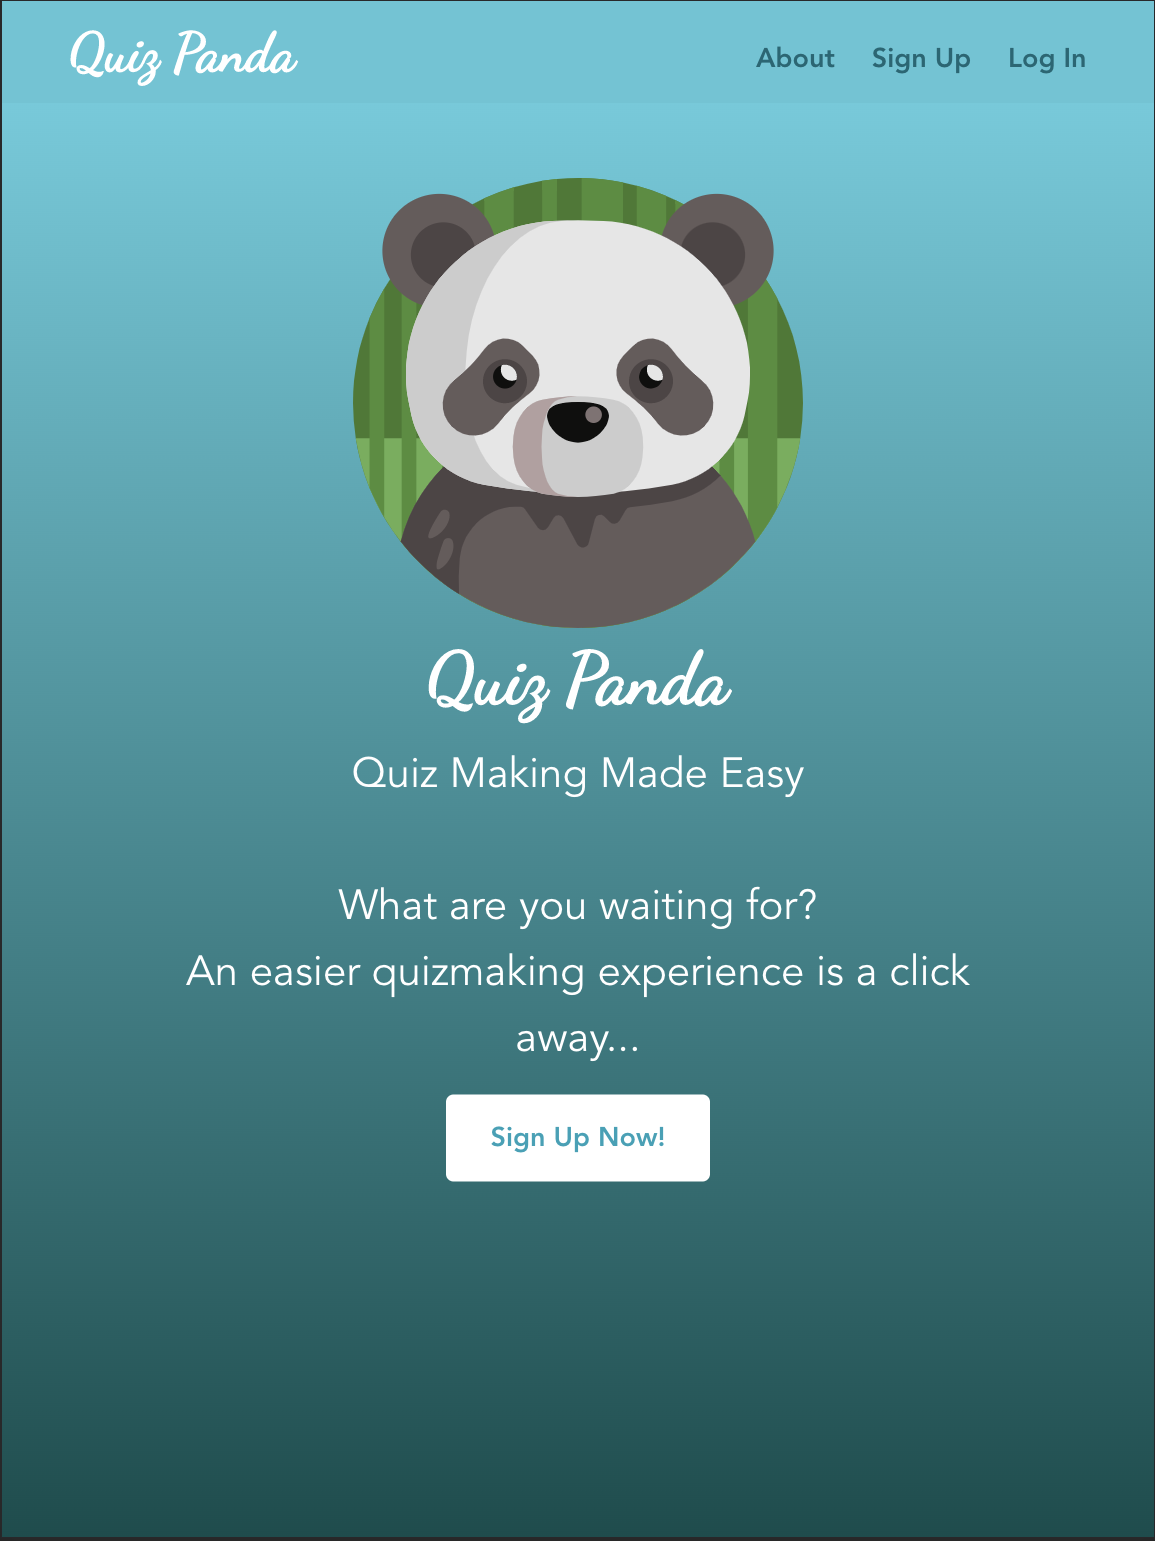 Quiz Panda
About Sign Up Log In
Quiz Panda
Quiz Making Made Easy
What are you waiting for?
An easier quizmaking experience is a click
away...
Sign Up Now!